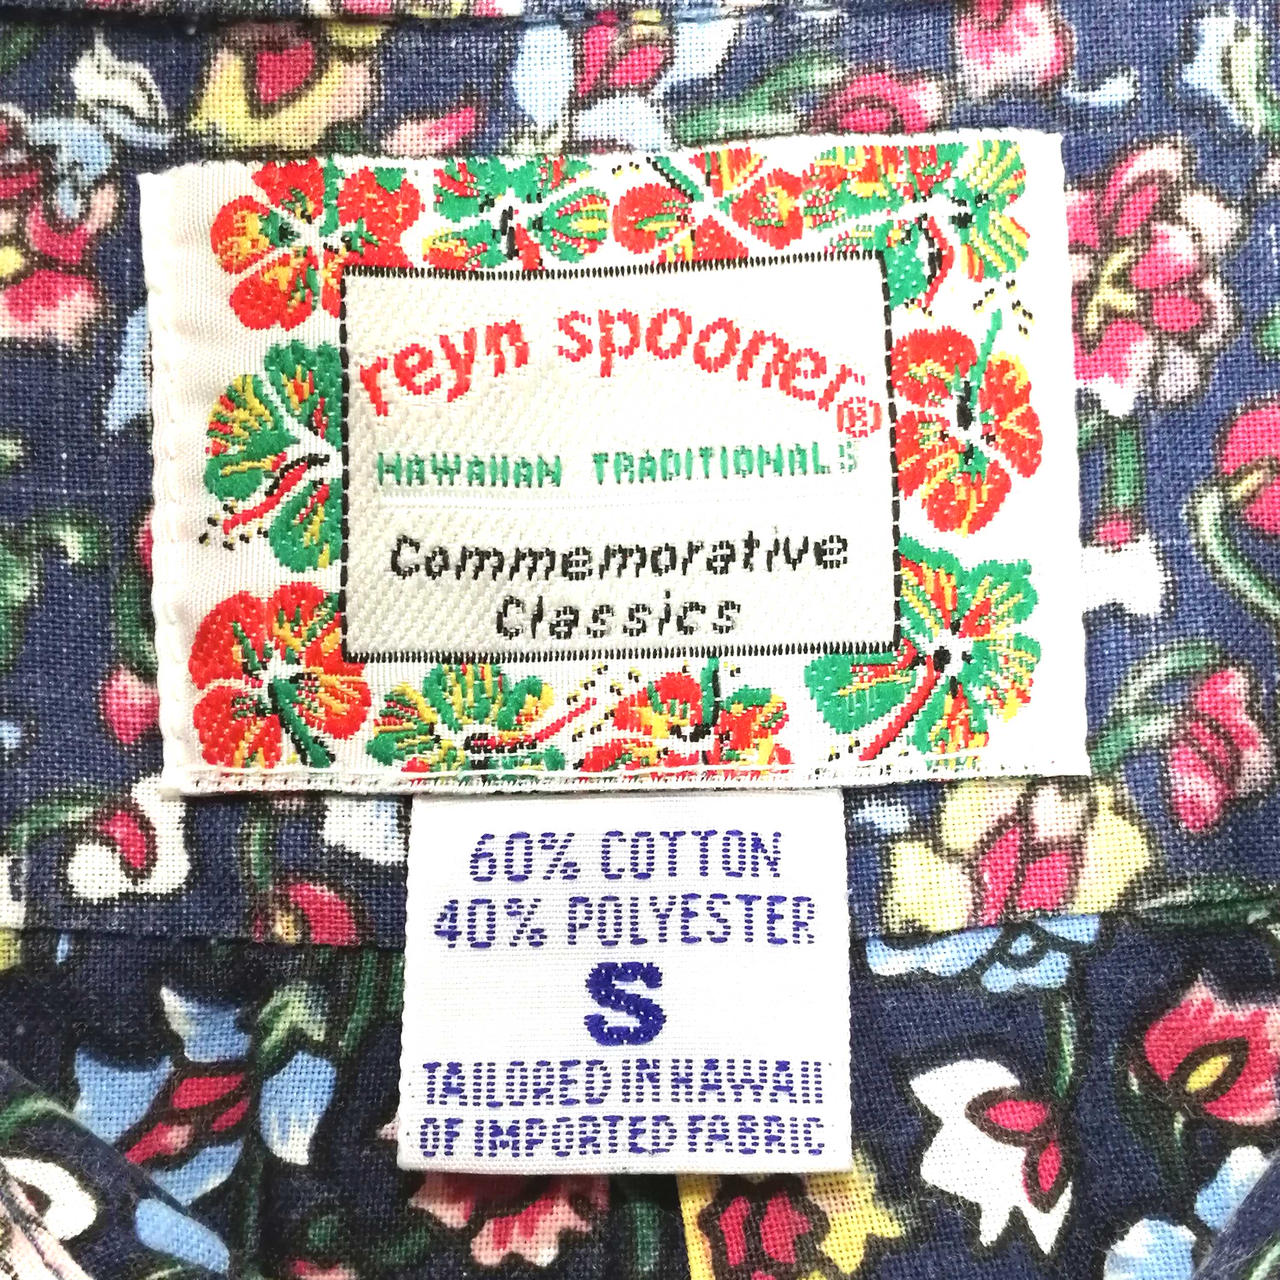 reyn spooner®
HAWAIIAN TRADITIONALS
Commemorative
Classics
60% COTTON
40% POLYESTER
S
TAILORED IN HAWAII
OF IMPORTED FABRIC